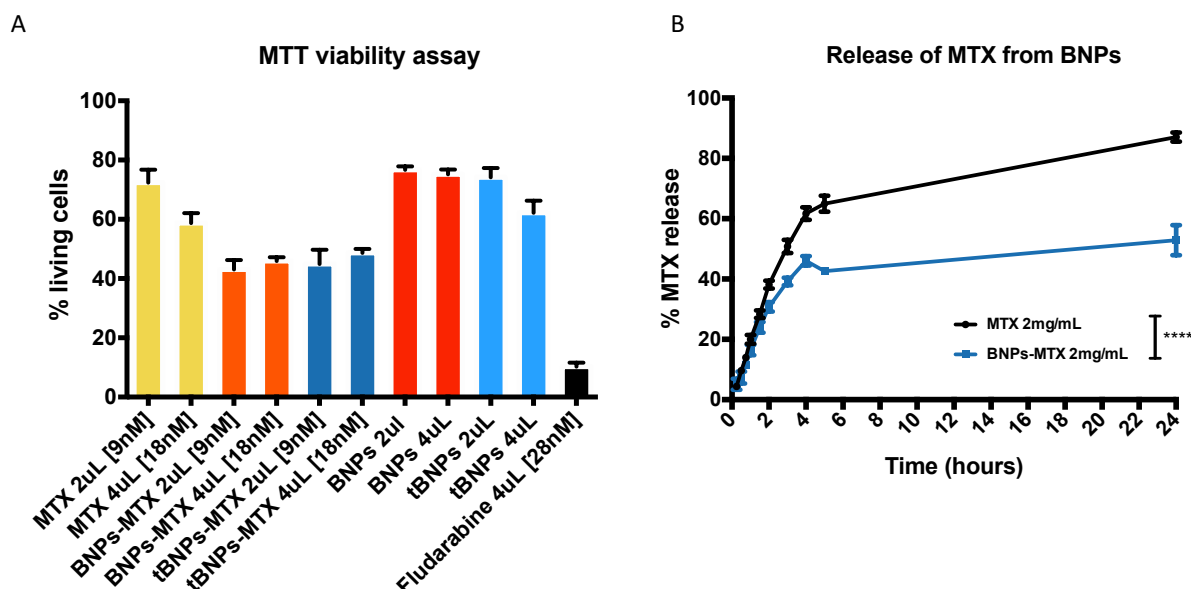 A
MTT viability assay
% living cells
100
80
60
40
20
0
MTX 2uL [9nM]
MTX 4uL [18nM]
BNPs-MTX 2uL [9nM]
BNPs-MTX 4uL [18nM]
tBNPs-MTX 2uL [9nM]
tBNPs-MTX 4uL [18nM]
BNPs 2ul
BNPs 4uL
tBNPs 2uL
tBNPs 4uL
Fludarabine 4uL [28nM]
B
Release of MTX from BNPs
% MTX release
100
80
60
40
20
0
MTX 2mg/mL
BNPs-MTX 2mg/mL
****
0 2 4 6 8 10 12 14 16 18 20 22 24
Time (hours)